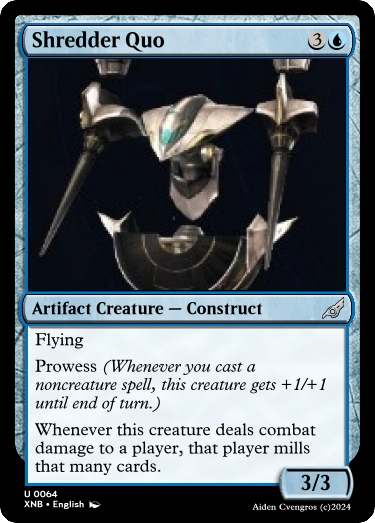 Shredder Quo 3
Artifact Creature — Construct
Flying
Prowess (Whenever you cast a
noncreature spell, this creature gets +1/+1
until end of turn.)
Whenever this creature deals combat
damage to a player, that player mills
that many cards.
3/3
U 0064
XNB • English
Aiden Cvengros (c)2024